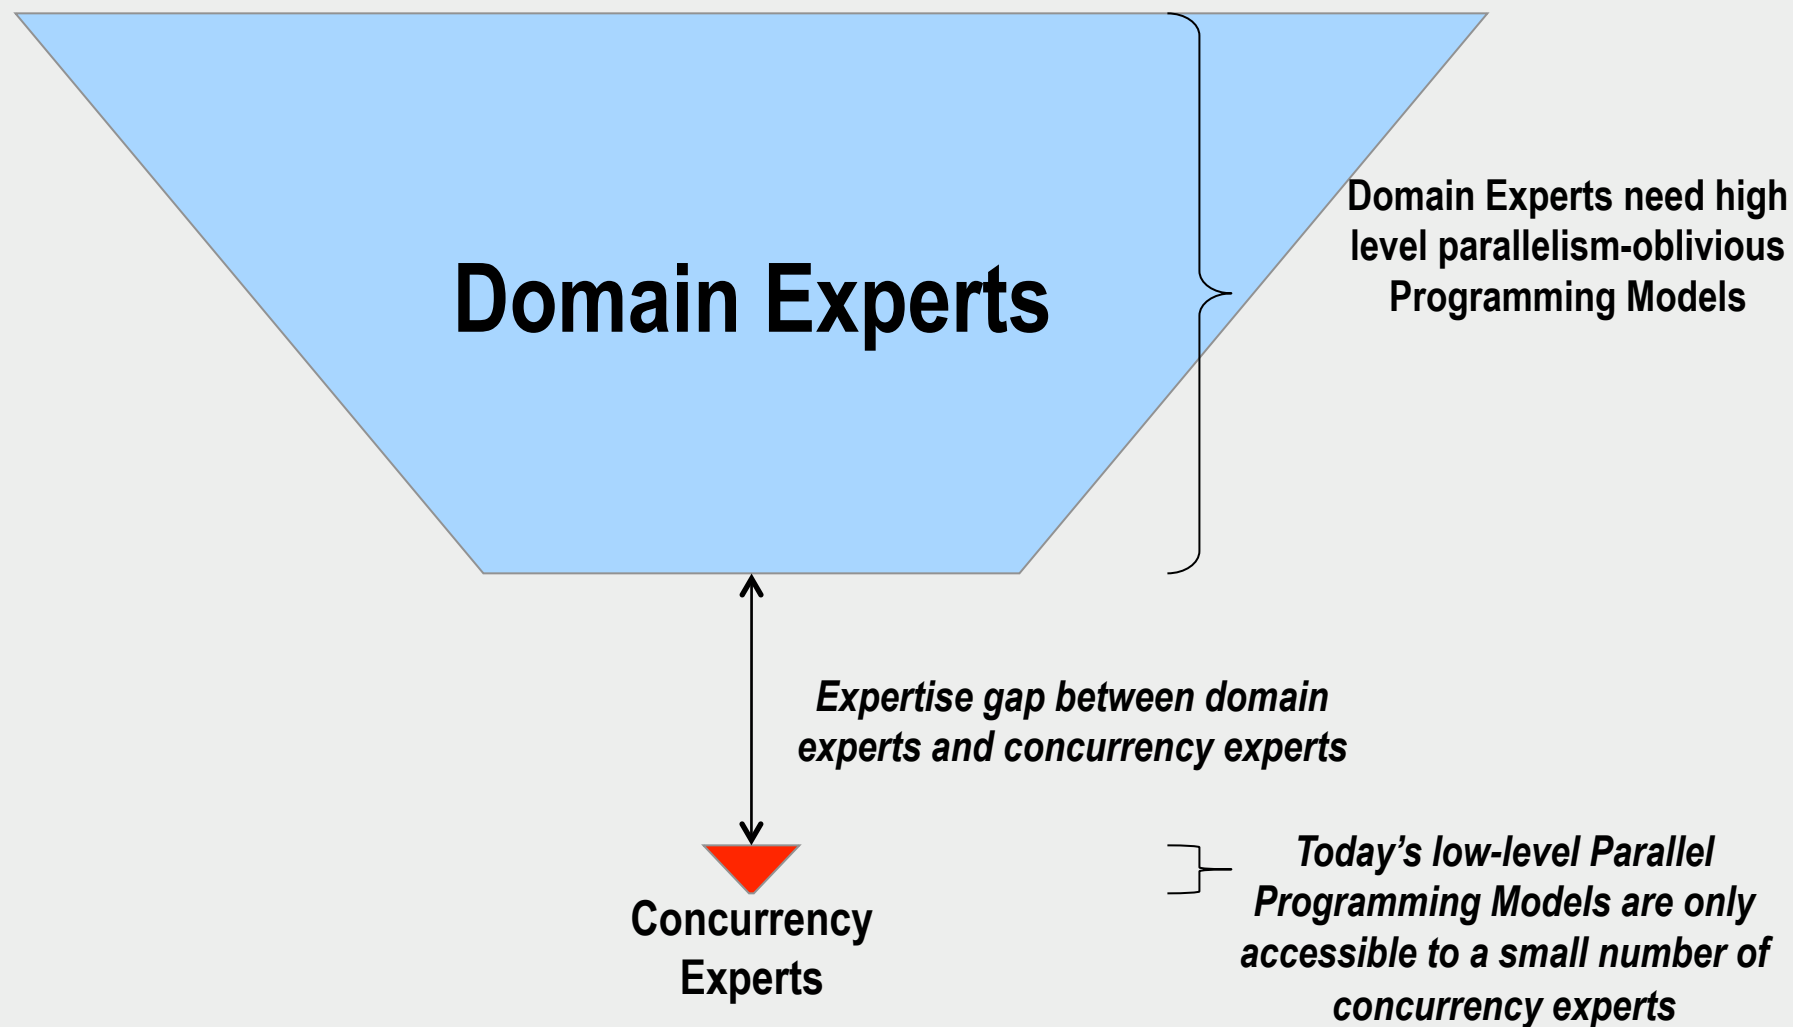 Domain Experts need high
level parallelism-oblivious
Programming Models
Domain Experts
Expertise gap between domain
experts and concurrency experts
Today’s low-level Parallel
Programming Models are only
accessible to a small number of
concurrency experts
Concurrency
Experts